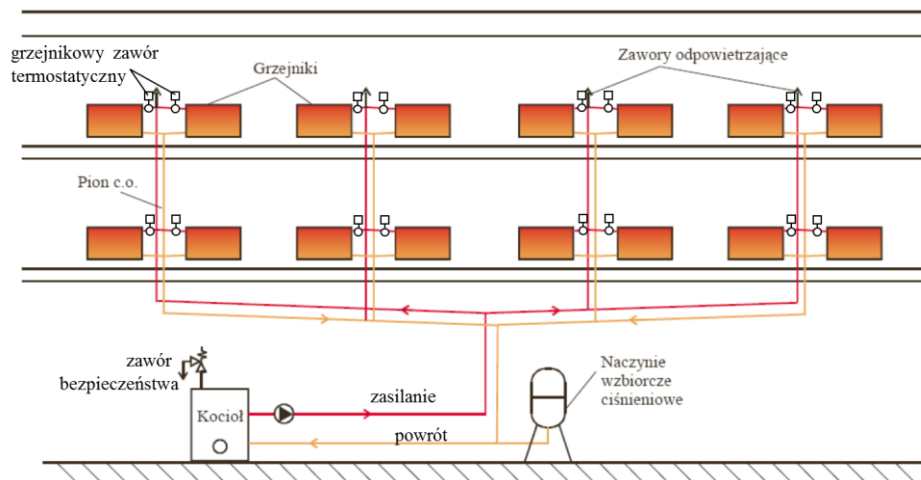 grzejnikowy zawór
termostatyczny
Grzejniki
Zawory odpowietrzające
Pion c.o.
zawór
bezpieczeństwa
Kocioł
zasilanie
powrót
Naczynie
wzbiorcze
ciśnieniowe